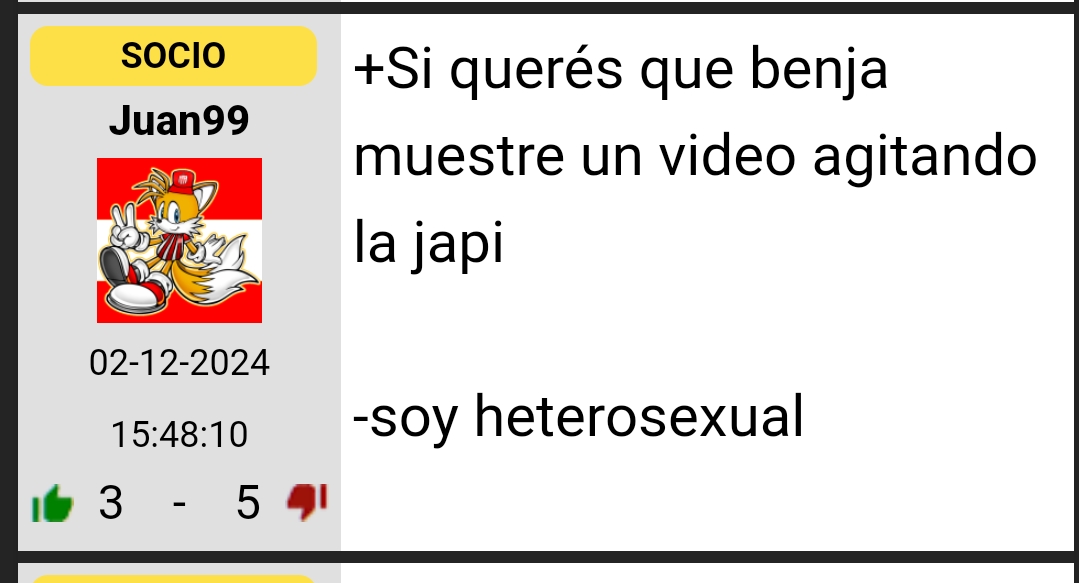 SOCIO
Juan99
02-12-2024
15:48:10
3 - 5
+Si querés que benja
muestre un video agitando
la japi
-soy heterosexual